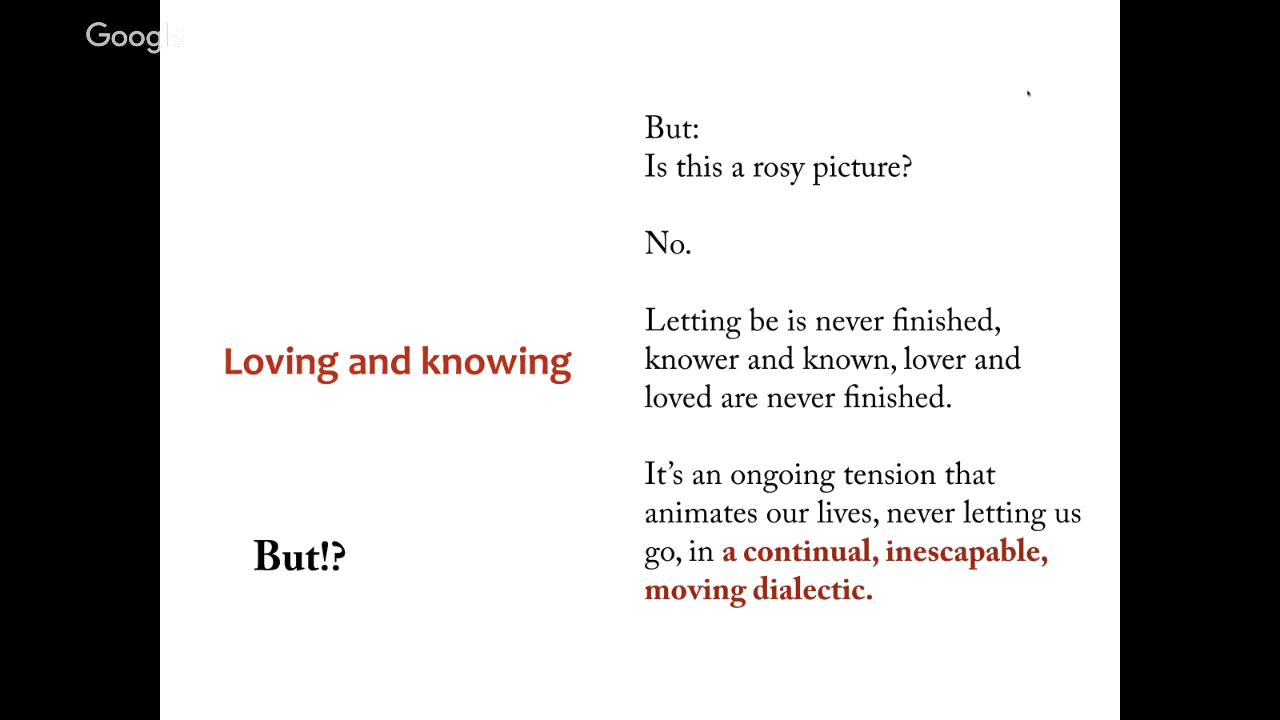 Google
Loving and knowing
But!?
But:
Is this a rosy picture?
No.
Letting be is never finished,
knower and known, lover and
loved are never finished.
It’s an ongoing tension that
animates our lives, never letting us
go, in a continual, inescapable,
moving dialectic.